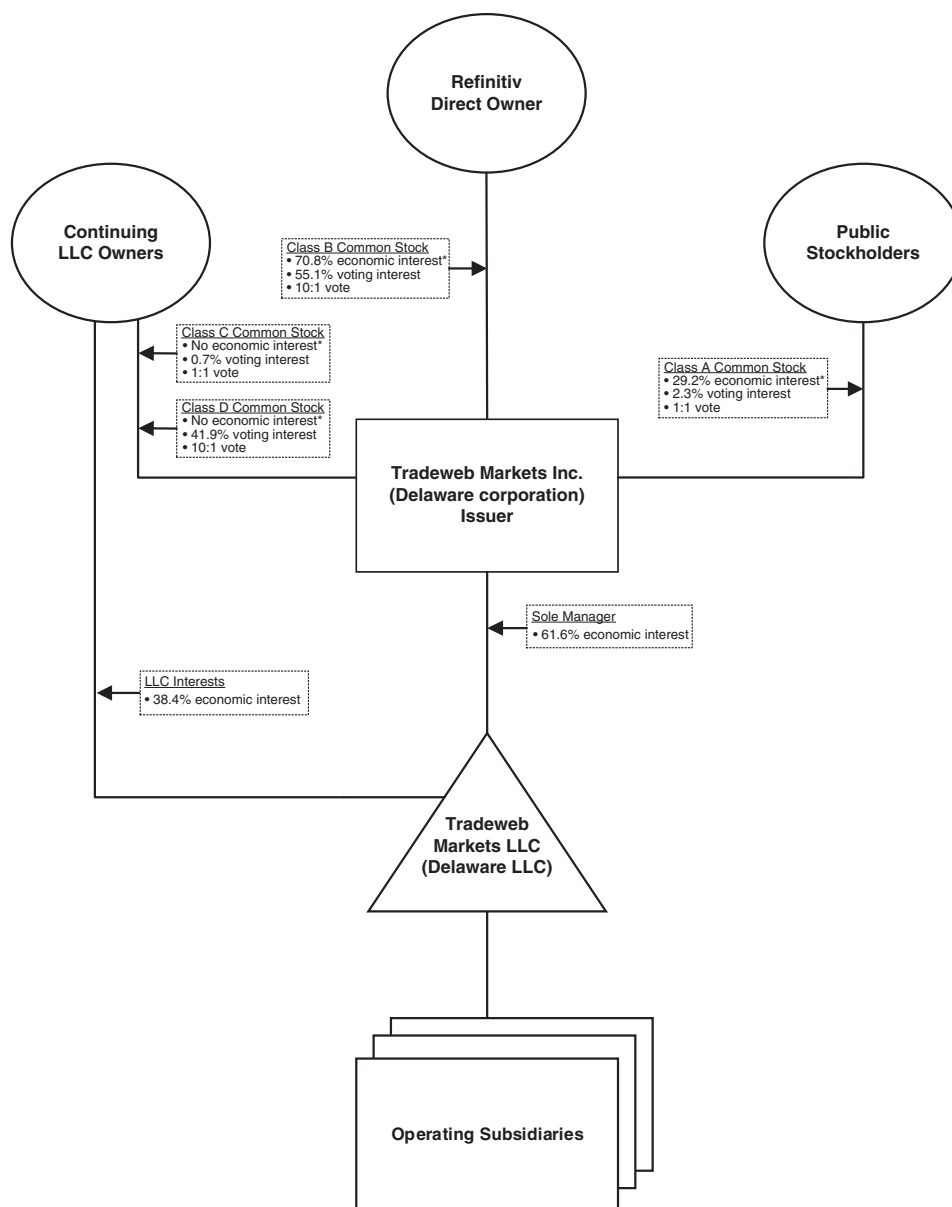 Refinitiv
Direct Owner
Continuing
LLC Owners
Public
Stockholders
Class B Common Stock
• 70.8% economic interest*
• 55.1% voting interest
• 10:1 vote
Class C Common Stock
• No economic interest*
• 0.7% voting interest
• 1:1 vote
Class A Common Stock
• 29.2% economic interest*
• 2.3% voting interest
• 1:1 vote
Class D Common Stock
• No economic interest*
• 41.9% voting interest
• 10:1 vote
Tradeweb Markets Inc.
(Delaware corporation)
Issuer
Sole Manager
• 61.6% economic interest
LLC Interests
• 38.4% economic interest
Tradeweb
Markets LLC
(Delaware LLC)
Operating Subsidiaries